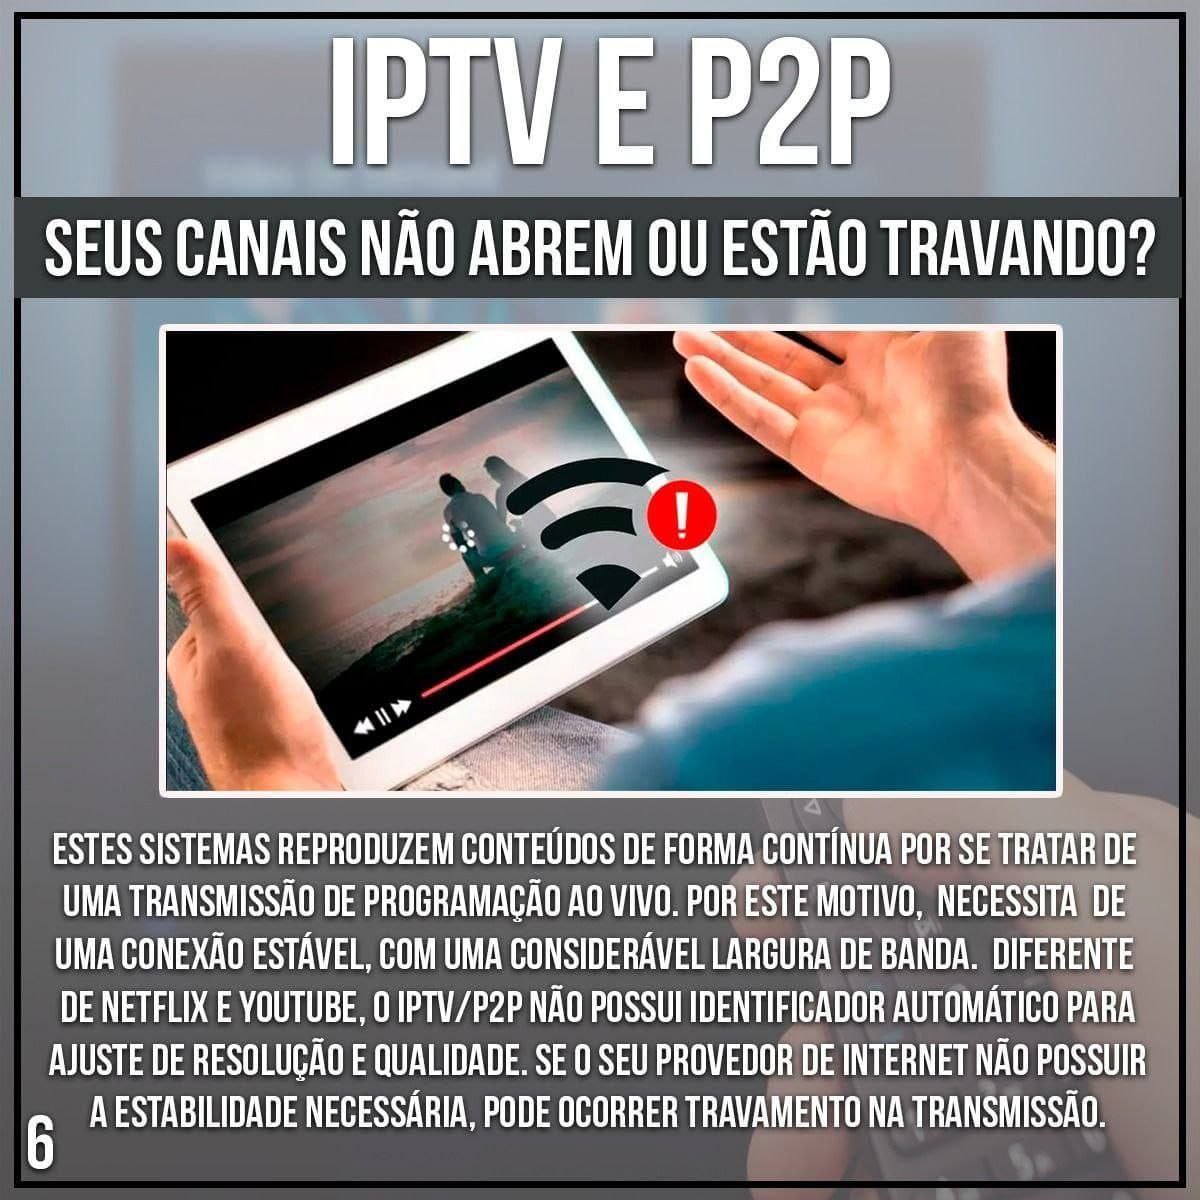 IPTV E P2P
SEUS CANAIS NÃO ABREM OU ESTÃO TRAVANDO?
ESTES SISTEMAS REPRODUZEM CONTEÚDOS DE FORMA CONTÍNUA POR SE TRATAR DE
UMA TRANSMISSÃO DE PROGRAMAÇÃO AO VIVO. POR ESTE MOTIVO, NECESSITA DE
UMA CONEXÃO ESTÁVEL, COM UMA CONSIDERÁVEL LARGURA DE BANDA. DIFERENTE
DE NETFLIX E YOUTUBE, O IPTV/P2P NÃO POSSUI IDENTIFICADOR AUTOMÁTICO PARA
AJUSTE DE RESOLUÇÃO E QUALIDADE. SE O SEU PROVEDOR DE INTERNET NÃO POSSUIR
A ESTABILIDADE NECESSÁRIA, PODE OCORRER TRAVAMENTO NA TRANSMISSÃO.
6